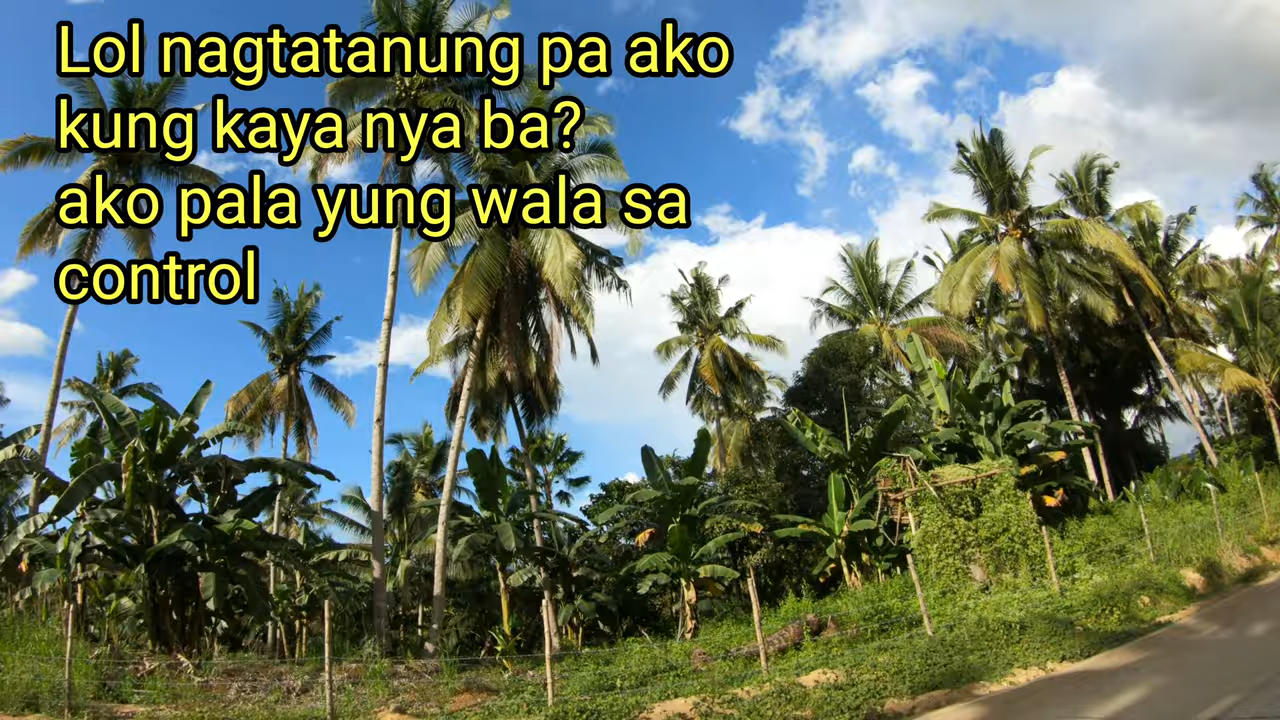 Lol nagtatanung pa ako
kung kaya nya ba?
ako pala yung wala sa
control